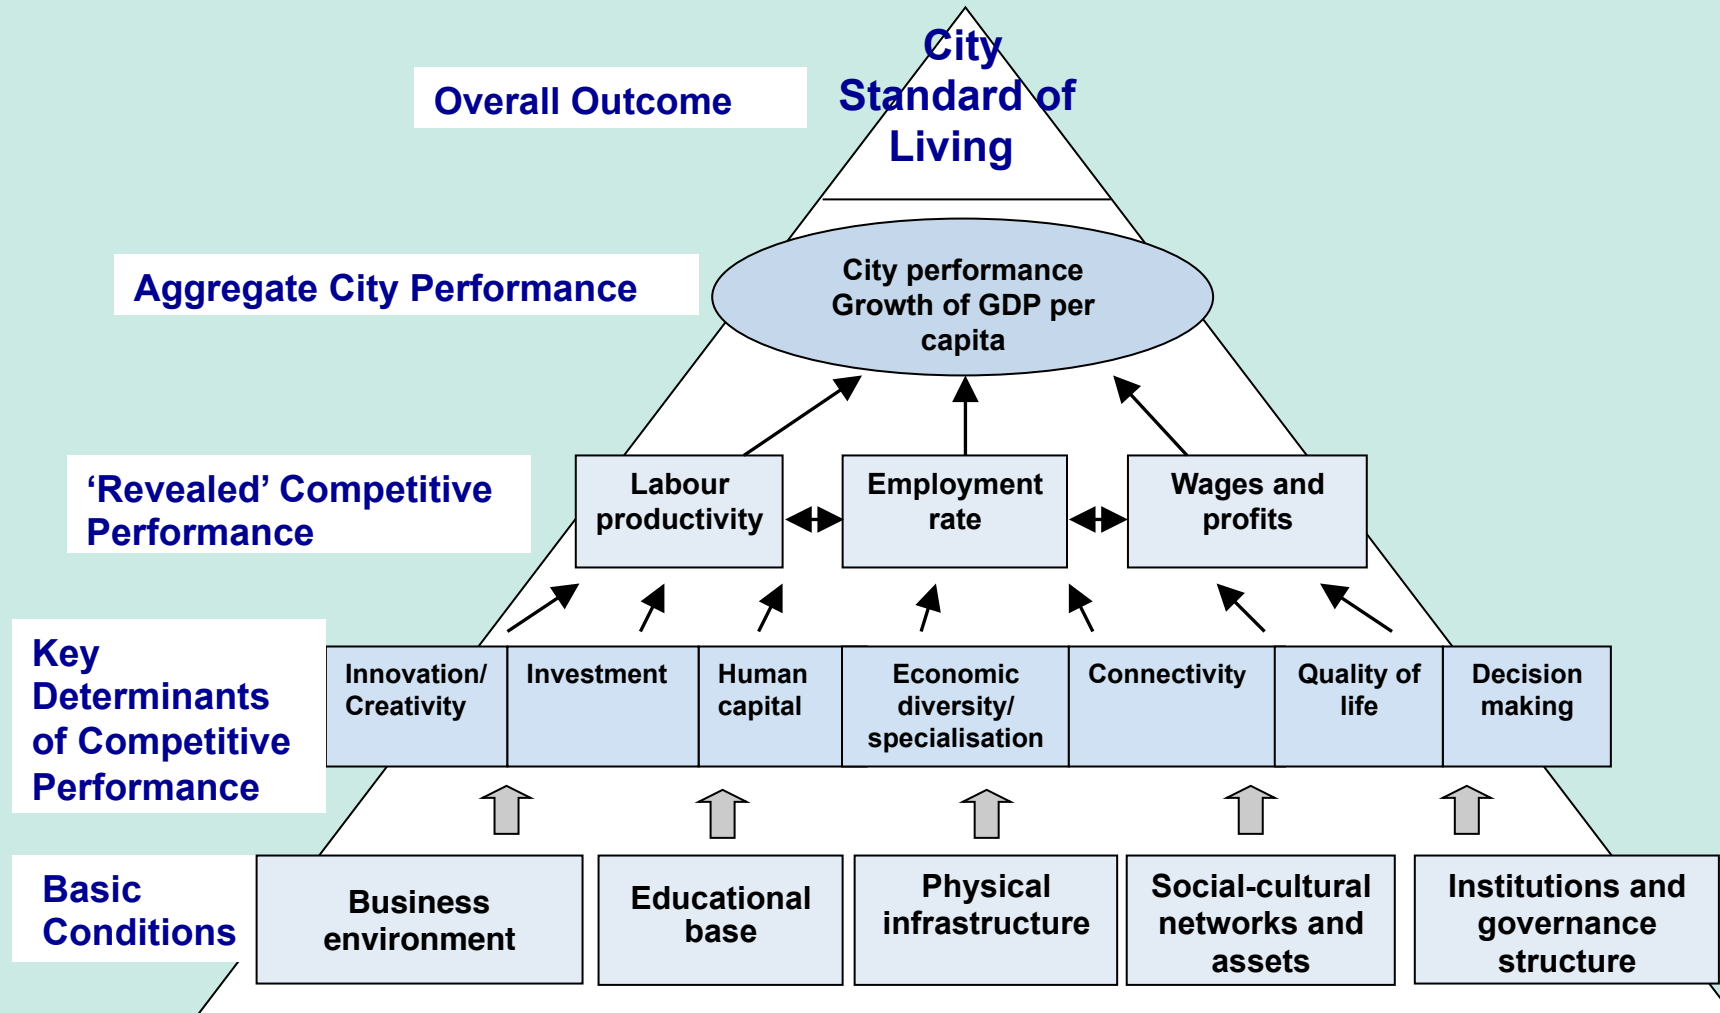 City
Standard of
Living
Overall Outcome
Aggregate City Performance
City performance
Growth of GDP per
capita
‘Revealed’ Competitive
Performance
Labour
productivity
Employment
rate
Wages and
profits
Key
Determinants
of Competitive
Performance
Innovation/
Creativity
Investment
Human
capital
Economic
diversity/
specialisation
Connectivity
Quality of
life
Decision
making
Basic
Conditions
Business
environment
Educational
base
Physical
infrastructure
Social-cultural
networks and
assets
Institutions and
governance
structure